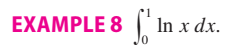 EXAMPLE 8 ∫₀¹ ln x dx.